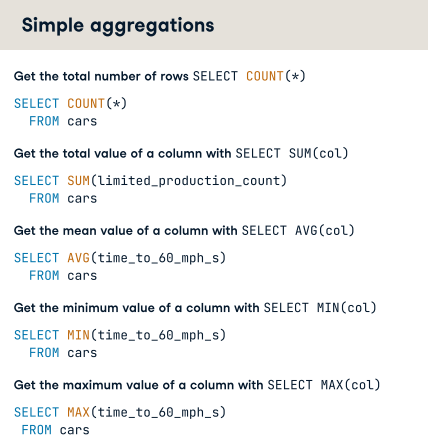 Simple aggregations
Get the total number of rows SELECT COUNT(*)
SELECT COUNT(*)
  FROM cars
Get the total value of a column with SELECT SUM(col)
SELECT SUM(limited_production_count)
  FROM cars
Get the mean value of a column with SELECT AVG(col)
SELECT AVG(time_to_60_mph_s)
  FROM cars
Get the minimum value of a column with SELECT MIN(col)
SELECT MIN(time_to_60_mph_s)
  FROM cars
Get the maximum value of a column with SELECT MAX(col)
SELECT MAX(time_to_60_mph_s)
 FROM cars